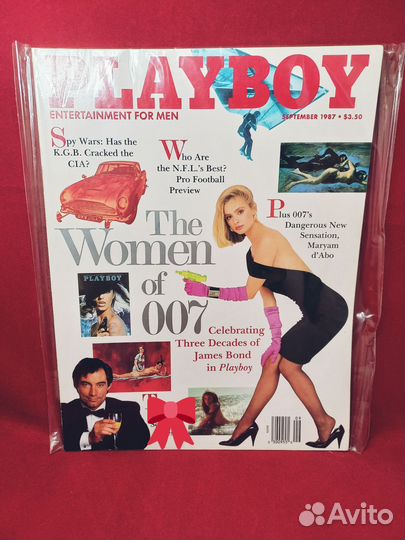 PLAYBOY
ENTERTAINMENT FOR MEN
SEPTEMBER 1987 • $3.50
Spy Wars: Has the
K.G.B. Cracked the
CIA?
Who Are
the N.F.L.'s Best?
Pro Football
Preview
Plus 007's
Dangerous New
Sensation,
Maryam
d'Abo
The
Women
of
007
PLAYBOY
Celebrating
Three Decades of
James Bond
in Playboy
Avito